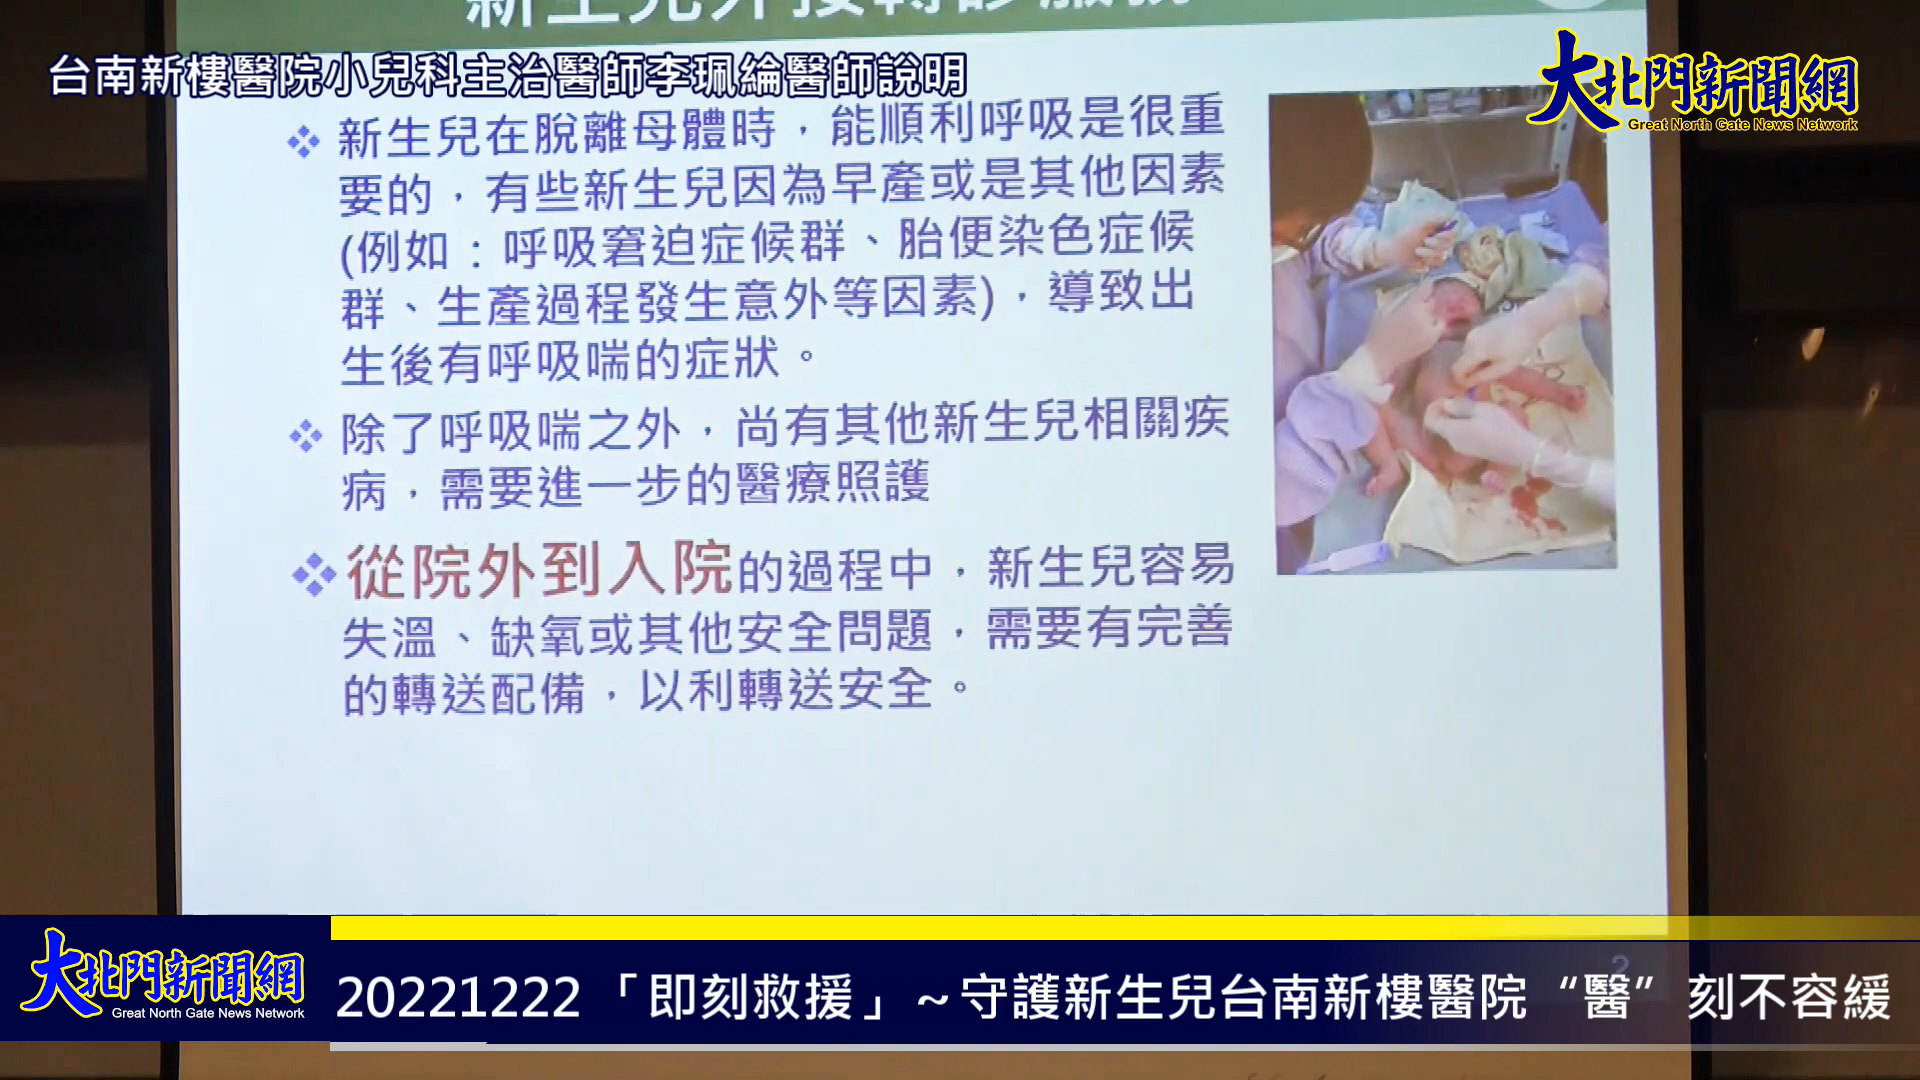 新生兒外接轉診服務
台南新樓醫院小兒科主治醫師李珮綸醫師說明
大北門新聞網
Great North Gate News Network
新生兒在脫離母體時，能順利呼吸是很重
要的，有些新生兒因為早產或是其他因素
(例如：呼吸窘迫症候群、胎便染色症候
群、生產過程發生意外等因素)，導致出
生後有呼吸喘的症狀。
除了呼吸喘之外，尚有其他新生兒相關疾
病，需要進一步的醫療照護
從院外到入院的過程中，新生兒容易
失溫、缺氧或其他安全問題，需要有完善
的轉送配備，以利轉送安全。
2
大北門新聞網
Great North Gate News Network
20221222「即刻救援」~守護新生兒台南新樓醫院“醫”刻不容緩